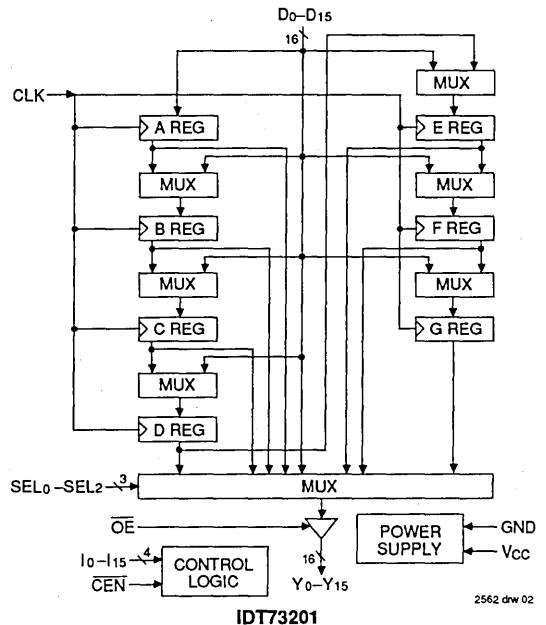 D0–D15
16
MUX
CLK
A REG
E REG
MUX
MUX
B REG
F REG
MUX
MUX
C REG
G REG
MUX
D REG
SEL0–SEL2
3
MUX
OE
POWER SUPPLY
GND
VCC
I0–I15
4
CONTROL LOGIC
CEN
16
Y0–Y15
2562 drw 02
IDT73201